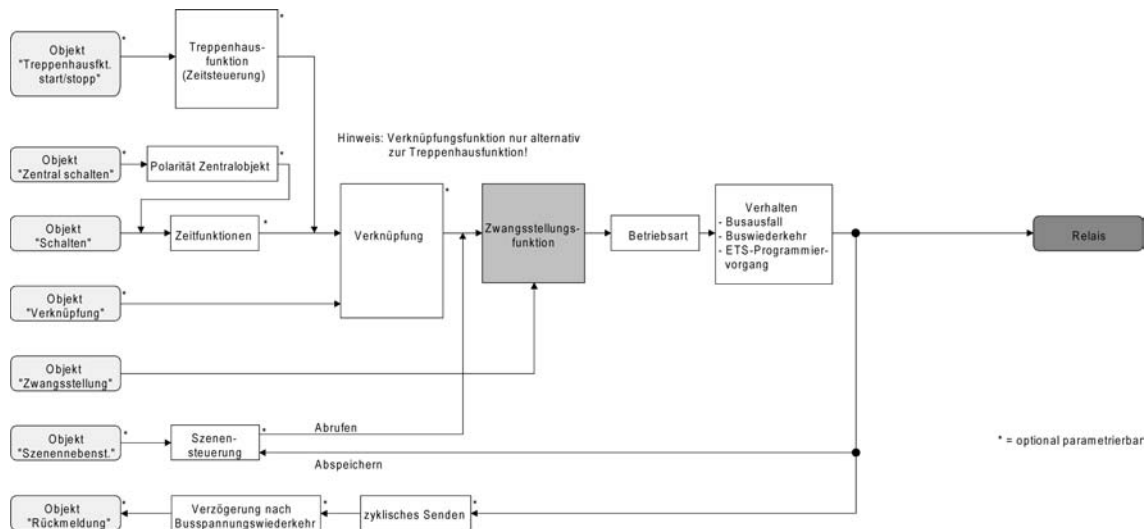 Objekt
"Treppenhausfkt.
start/stopp"
*
Treppenhaus-
funktion
(Zeitsteuerung)
*
Hinweis: Verknüpfungsfunktion nur alternativ
zur Treppenhausfunktion!
Objekt
"Zentral schalten"
*
Polarität Zentralobjekt
*
Objekt
"Schalten"
*
Zeitfunktionen
*
Verknüpfung
*
Zwangsstellungs-
funktion
Betriebsart
Verhalten
- Busausfall
- Buswiederkehr
- ETS-Programmier-
vorgang
Relais
Objekt
"Verknüpfung"
*
Objekt
"Zwangsstellung"
Objekt
"Szenennebenst."
*
Szenen-
steuerung
*
Abrufen
Abspeichern
* = optional parametrierbar
Objekt
"Rückmeldung"
*
Verzögerung nach
Busspannungswiederkehr
*
zyklisches Senden
*